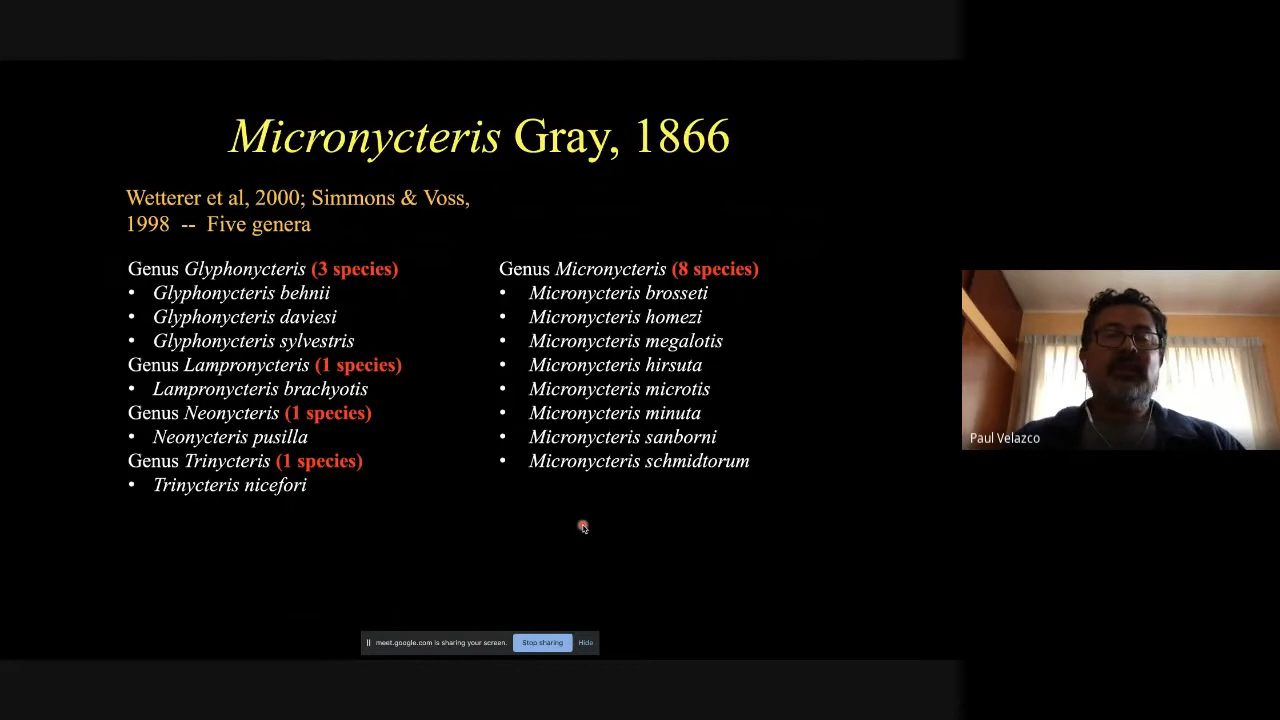 Micronycteris Gray, 1866
Wetterer et al, 2000; Simmons & Voss,
1998 -- Five genera
Genus Glyphonycteris (3 species)
• Glyphonycteris behnii
• Glyphonycteris daviesi
• Glyphonycteris sylvestris
Genus Lampronycteris (1 species)
• Lampronycteris brachyotis
Genus Neonycteris (1 species)
• Neonycteris pusilla
Genus Trinycteris (1 species)
• Trinycteris nicefori
Genus Micronycteris (8 species)
• Micronycteris brosseti
• Micronycteris homezi
• Micronycteris megalotis
• Micronycteris hirsuta
• Micronycteris microtis
• Micronycteris minuta
• Micronycteris sanborni
• Micronycteris schmidtorum
Paul Velazco
meet.google.com is sharing your screen. Stop sharing Hide